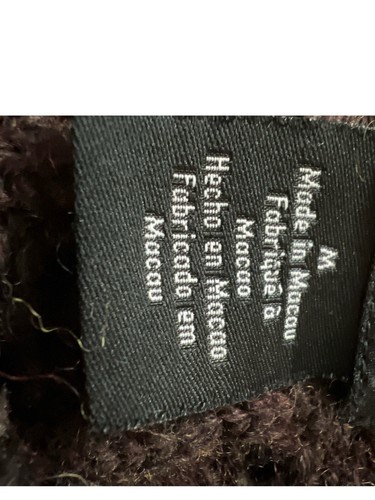 M
Made in Macau
Fabriqué à
Macao
Hecho en Macao
Fabricado em
Macau